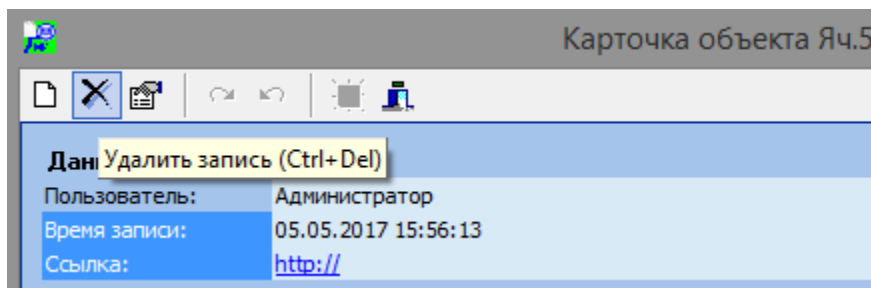 Карточка объекта Яч.5
Удалить запись (Ctrl+Del)
Пользователь: Администратор
Время записи: 05.05.2017 15:56:13
Ссылка: http://